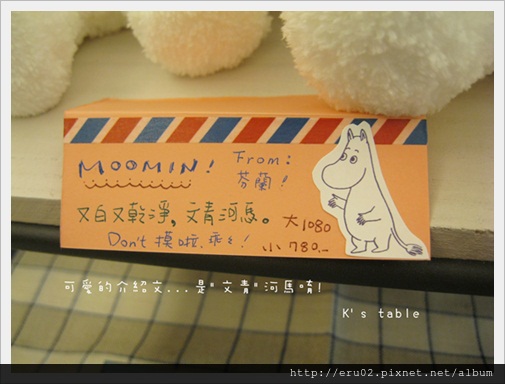 MOOMIN!
From:
芬蘭!
又白又乾淨,文青河馬。
大1080
Don't 摸啦,乖乖!
小780.-
可愛的介紹文...是"文青"河馬唷!
K's table
http://eru02.pixnet.net/album